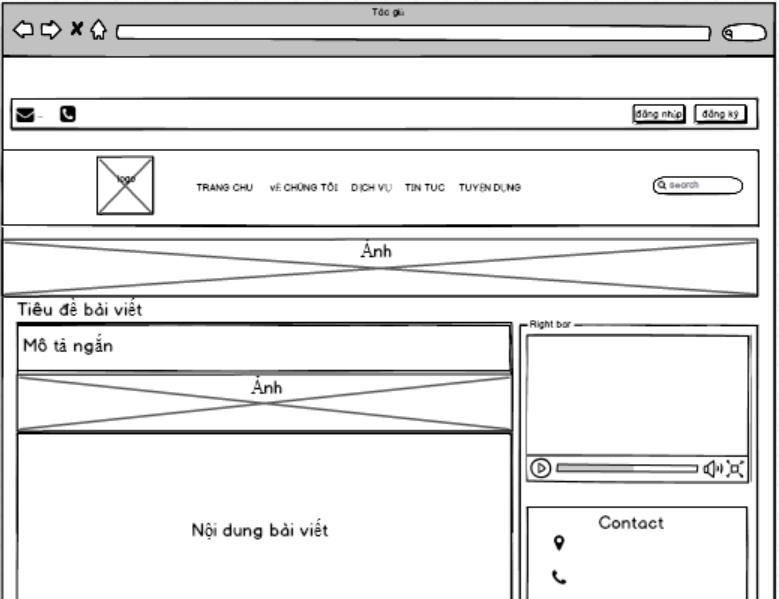 Tác giả
đăng nhập đăng ký
logo
TRANG CHU VỀ CHÚNG TÔI DỊCH VỤ TIN TUC TUYỂN DỤNG
search
Ảnh
Tiêu đề bài viết
Right bar
Mô tả ngắn
Ảnh
Nội dung bài viết
Contact